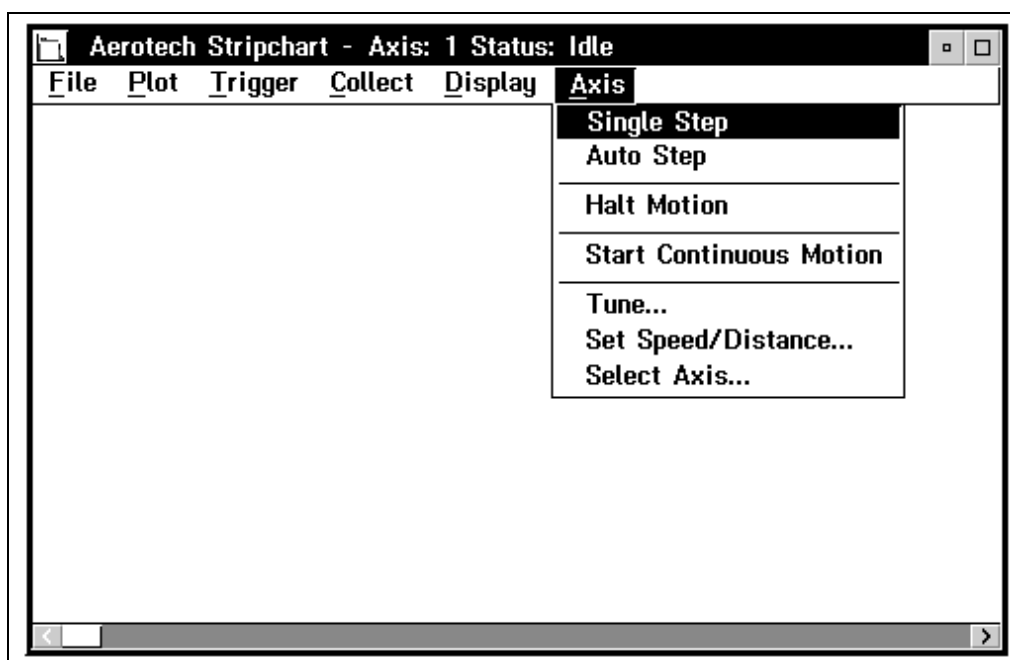 Aerotech Stripchart - Axis: 1 Status: Idle
File Plot Trigger Collect Display Axis
Single Step
Auto Step
Halt Motion
Start Continuous Motion
Tune...
Set Speed/Distance...
Select Axis...